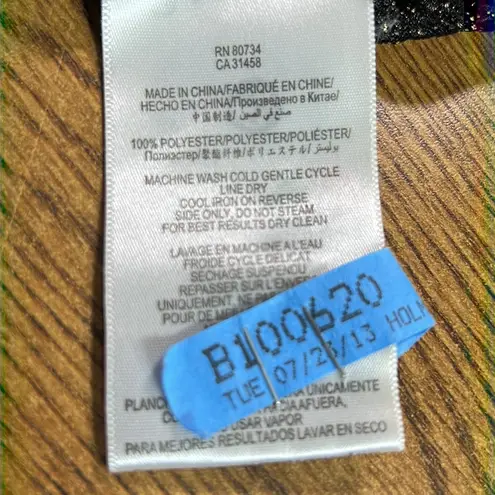 RN 80734
CA 31458
MADE IN CHINA/FABRIQUÉ EN CHINE/
HECHO EN CHINA/Произведено в Китае/
中国制造/ صنع في الصين/
100% POLYESTER/POLYESTER/POLIÉSTER/
Полиэстер/聚酯纤维/ポリエステル/بوليستر
MACHINE WASH COLD GENTLE CYCLE
LINE DRY
COOL IRON ON REVERSE
SIDE ONLY, DO NOT STEAM
FOR BEST RESULTS DRY CLEAN
LAVAGE EN MACHINE A L'EAU
FROIDE CYCLE DELICAT
SECHAGE SUSPENDU
REPASSER SUR L'ENVERS
UNIQUEMENT, NE PAS
POUR DE
B100620
TUE 07/23/13 HOL
AFUERA,
USAR VAPOR
PARA MEJORES RESULTADOS LAVAR EN SECO